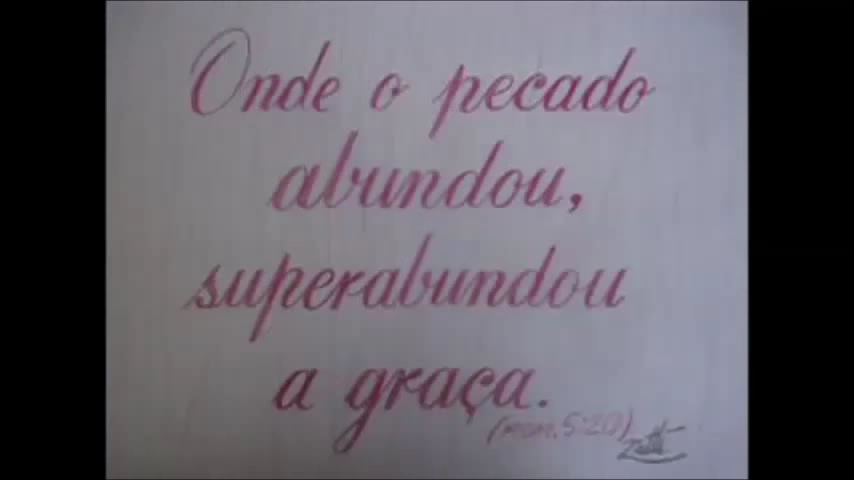 Onde o pecado
abundou,
superabundou
a graça.
(Rom. 5:20)